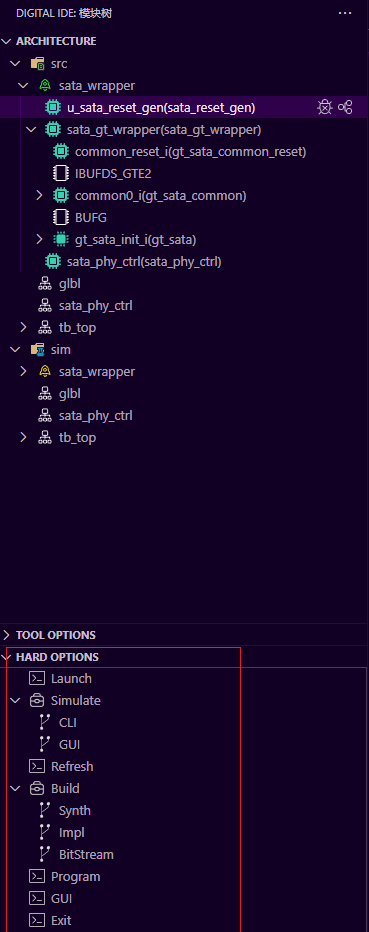 DIGITAL IDE: 模块树
ARCHITECTURE
src
sata_wrapper
u_sata_reset_gen(sata_reset_gen)
sata_gt_wrapper(sata_gt_wrapper)
common_reset_i(gt_sata_common_reset)
IBUFDS_GTE2
common0_i(gt_sata_common)
BUFG
gt_sata_init_i(gt_sata)
sata_phy_ctrl(sata_phy_ctrl)
glbl
sata_phy_ctrl
tb_top
sim
sata_wrapper
glbl
sata_phy_ctrl
tb_top
TOOL OPTIONS
HARD OPTIONS
Launch
Simulate
CLI
GUI
Refresh
Build
Synth
Impl
BitStream
Program
GUI
Exit